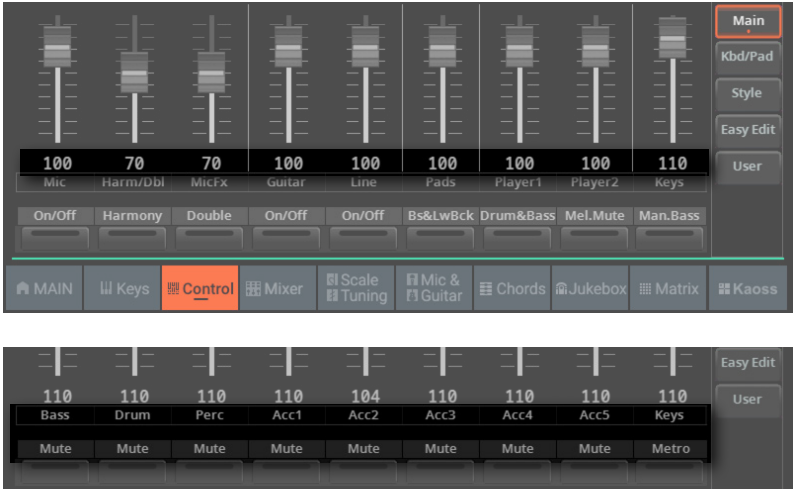 Main
Kbd/Pad
Style
Easy Edit
User
100 70 70 100 100 100 100 100 110
Mic Harm/Dbl MicFx Guitar Line Pads Player1 Player2 Keys
On/Off Harmony Double On/Off On/Off Bs&LwBck Drum&Bass Mel.Mute Man.Bass
MAIN Keys Control Mixer Scale Tuning Mic & Guitar Chords Jukebox Matrix Kaoss
Easy Edit
User
110 110 110 110 104 110 110 110 110
Bass Drum Perc Acc1 Acc2 Acc3 Acc4 Acc5 Keys
Mute Mute Mute Mute Mute Mute Mute Mute Metro